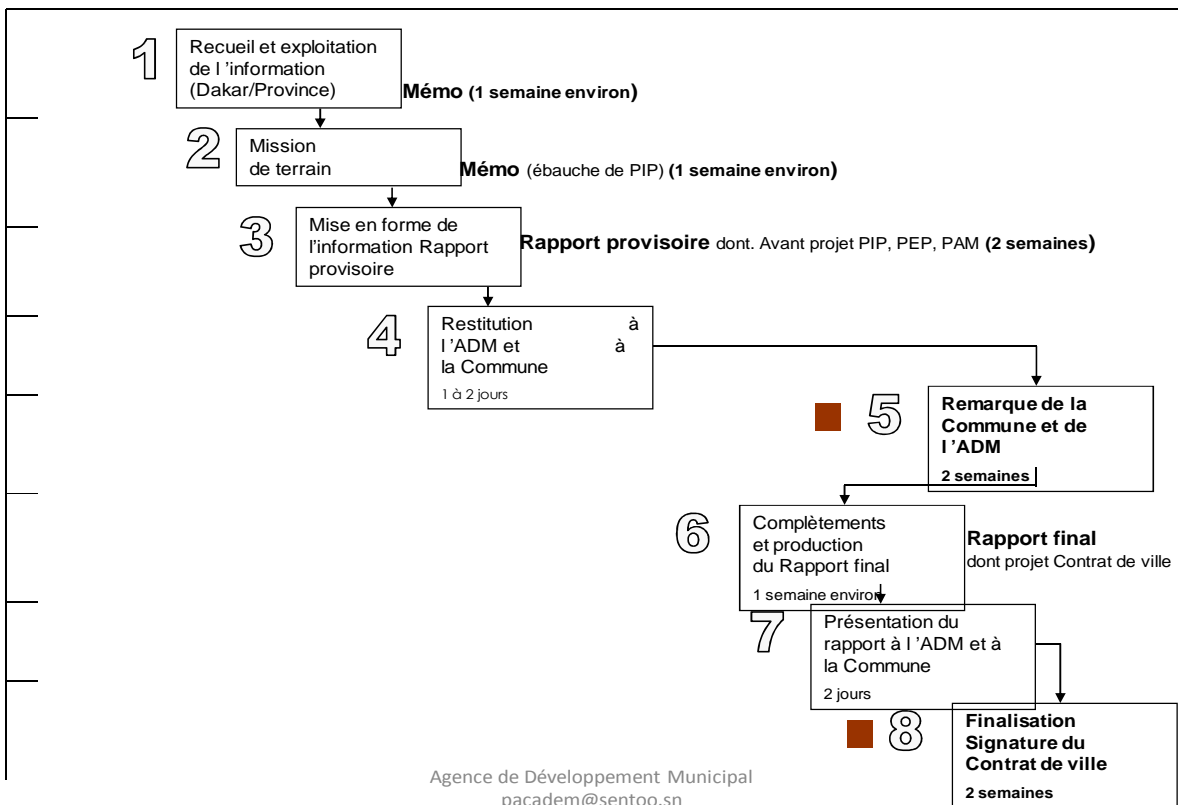 1
Recueil et exploitation
de l ’information
(Dakar/Province)
Mémo (1 semaine environ)
2
Mission
de terrain
Mémo (ébauche de PIP) (1 semaine environ)
3
Mise en forme de
l’information Rapport
provisoire
Rapport provisoire dont. Avant projet PIP, PEP, PAM (2 semaines)
4
Restitution à
l ’ADM et à
la Commune
1 à 2 jours
5
Remarque de la
Commune et de
l ’ADM
2 semaines
6
Complètements
et production
du Rapport final
1 semaine environ
Rapport final
dont projet Contrat de ville
7
Présentation du
rapport à l ’ADM et à
la Commune
2 jours
8
Finalisation
Signature du
Contrat de ville
2 semaines
Agence de Développement Municipal
pacadem@sentoo.sn